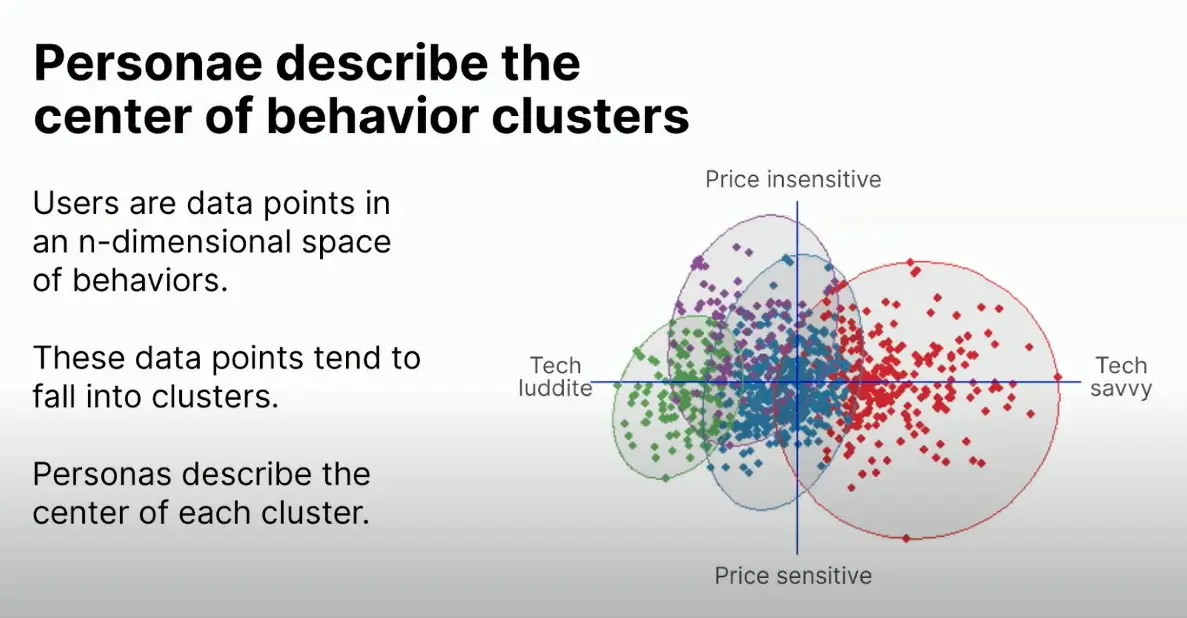 Personae describe the
center of behavior clusters
Users are data points in
an n-dimensional space
of behaviors.
These data points tend to
fall into clusters.
Personas describe the
center of each cluster.
Price insensitive
Tech
luddite
Tech
savvy
Price sensitive